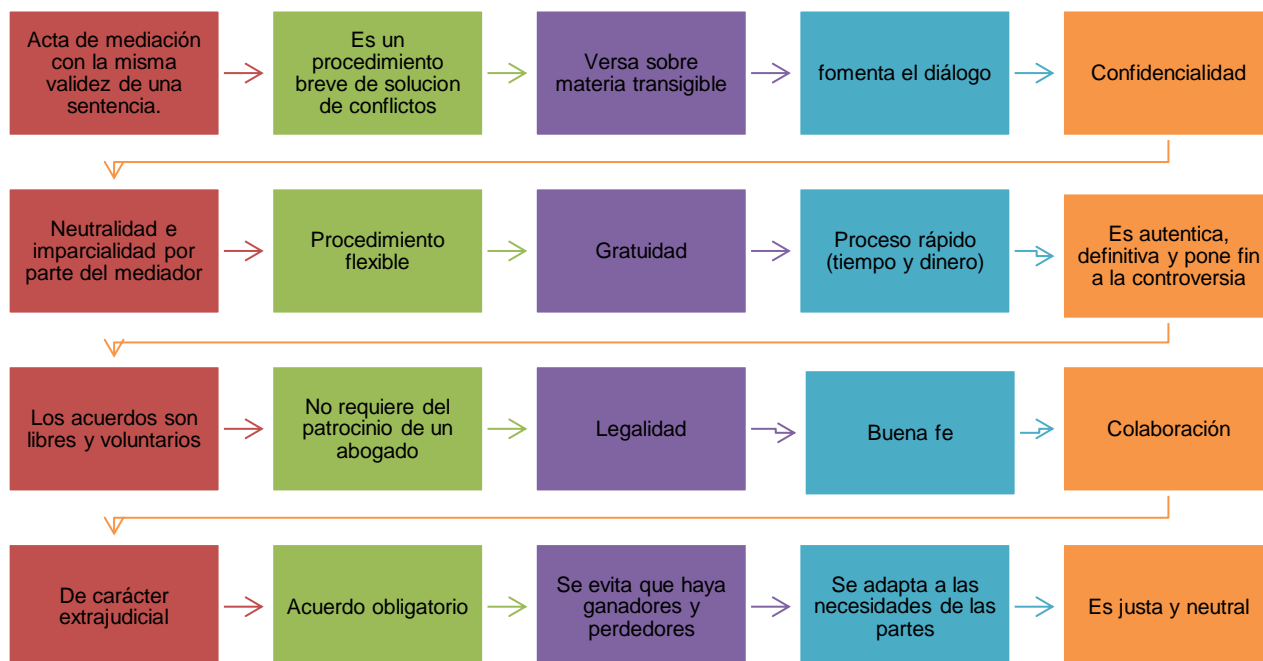 Acta de mediación
con la misma
validez de una
sentencia.
Es un
procedimiento
breve de solucion
de conflictos
Versa sobre
materia transigible
fomenta el diálogo
Confidencialidad
Neutralidad e
imparcialidad por
parte del mediador
Procedimiento
flexible
Gratuidad
Proceso rápido
(tiempo y dinero)
Es autentica,
definitiva y pone fin
a la controversia
Los acuerdos son
libres y voluntarios
No requiere del
patrocinio de un
abogado
Legalidad
Buena fe
Colaboración
De carácter
extrajudicial
Acuerdo obligatorio
Se evita que haya
ganadores y
perdedores
Se adapta a las
necesidades de las
partes
Es justa y neutral